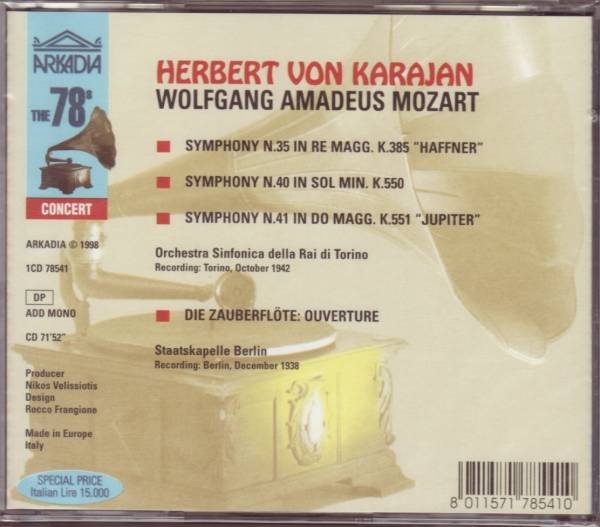 ARKADIA
THE 78s
CONCERT
HERBERT VON KARAJAN
WOLFGANG AMADEUS MOZART
SYMPHONY N.35 IN RE MAGG. K.385 "HAFFNER"
SYMPHONY N.40 IN SOL MIN. K.550
SYMPHONY N.41 IN DO MAGG. K.551 "JUPITER"
Orchestra Sinfonica della Rai di Torino
Recording: Torino, October 1942
DIE ZAUBERFLÖTE: OUVERTURE
Staatskapelle Berlin
Recording: Berlin, December 1938
ARKADIA © 1998
1CD 78541
DP
ADD MONO
CD 71'52"
Producer
Nikos Velissiotis
Design
Rocco Frangione
Made in Europe
Italy
SPECIAL PRICE
Italian Lire 15.000
8 011571 785410